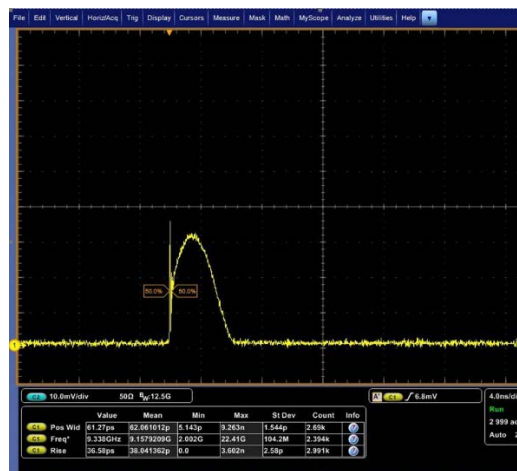 File Edit Vertical Horiz/Acq Trig Display Cursors Measure Mask Math MyScope Analyze Utilities Help
50.0% 50.0%
1
C2 10.0mV/div 50Ω BW:12.5G
A' C1 / 6.8mV
4.0ns/di
Run
2 999 ac
Auto 2
Value Mean Min Max St Dev Count Info
C1 Pos Wid 61.27ps 62.061012p 5.143p 9.263n 1.544p 2.69k
C1 Freq* 9.338GHz 9.1579209G 2.002G 22.41G 104.2M 2.394k
C1 Rise 36.58ps 38.041362p 0.0 3.602n 2.58p 2.991k